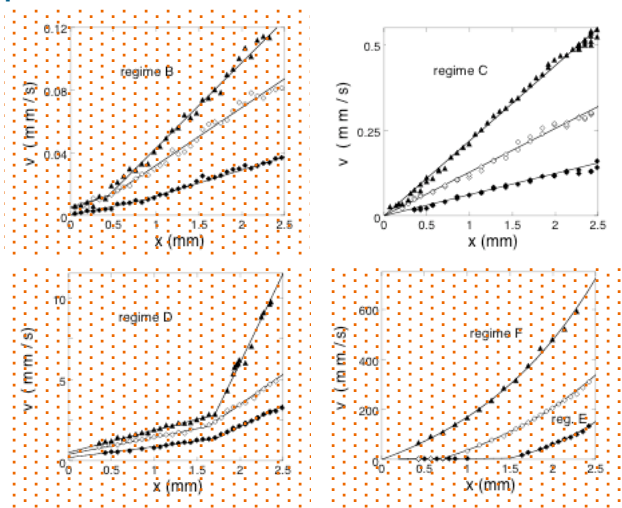 0.12
regime B
0.08
0.04
v (mm/s)
0
0 0.5 1 1.5 2 2.5
x (mm)
0.5
regime C
0.25
v (mm/s)
0
0 0.5 1 1.5 2 2.5
x (mm)
10
regime D
v (mm/s)
5
0
0 0.5 1 1.5 2 2.5
x (mm)
600
regime F
v (mm/s)
400
200
reg. E
0
0 0.5 1 1.5 2 2.5
x (mm)